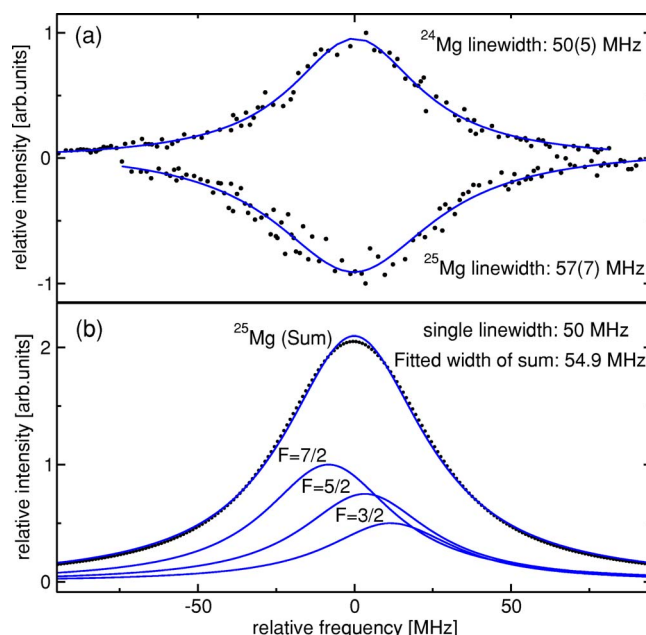 (a)
²⁴Mg linewidth: 50(5) MHz
relative intensity [arb.units]
1
0
-1
²⁵Mg linewidth: 57(7) MHz
(b)
²⁵Mg (Sum)
single linewidth: 50 MHz
Fitted width of sum: 54.9 MHz
relative intensity [arb.units]
2
1
0
F=7/2
F=5/2
F=3/2
-50
0
50
relative frequency [MHz]